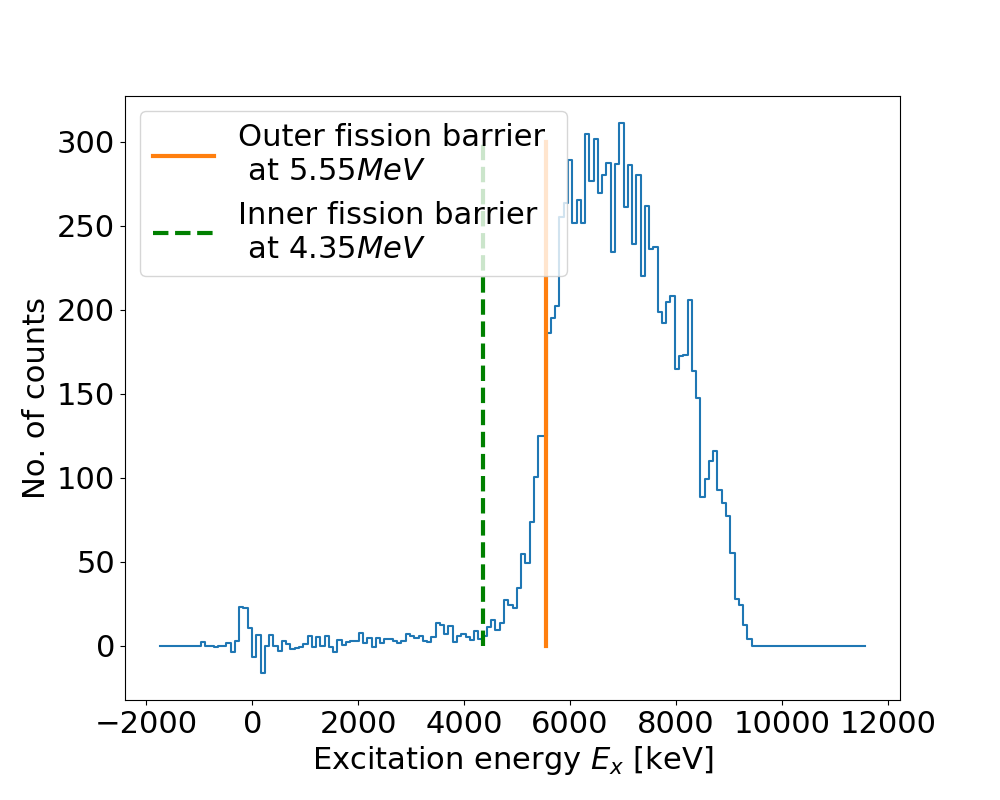 Outer fission barrier
at 5.55MeV
Inner fission barrier
at 4.35MeV
300
250
200
150
100
50
0
No. of counts
−2000 0 2000 4000 6000 8000 10000 12000
Excitation energy Eₓ [keV]